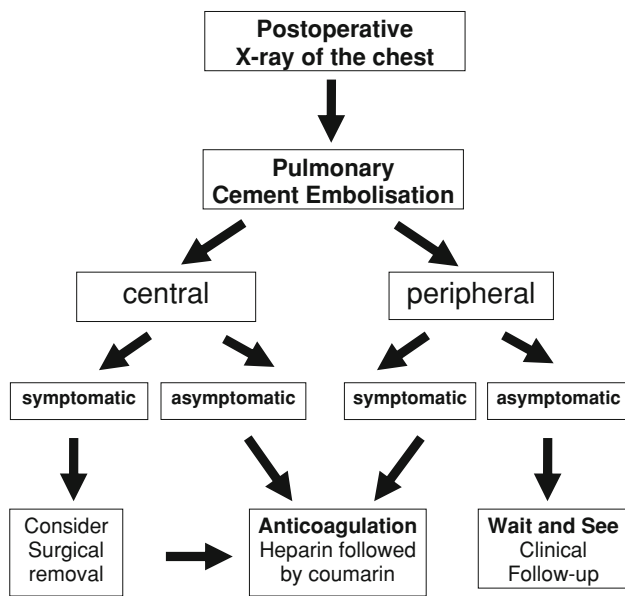 Postoperative
X-ray of the chest
Pulmonary
Cement Embolisation
central
peripheral
symptomatic
asymptomatic
symptomatic
asymptomatic
Consider
Surgical
removal
Anticoagulation
Heparin followed
by coumarin
Wait and See
Clinical
Follow-up